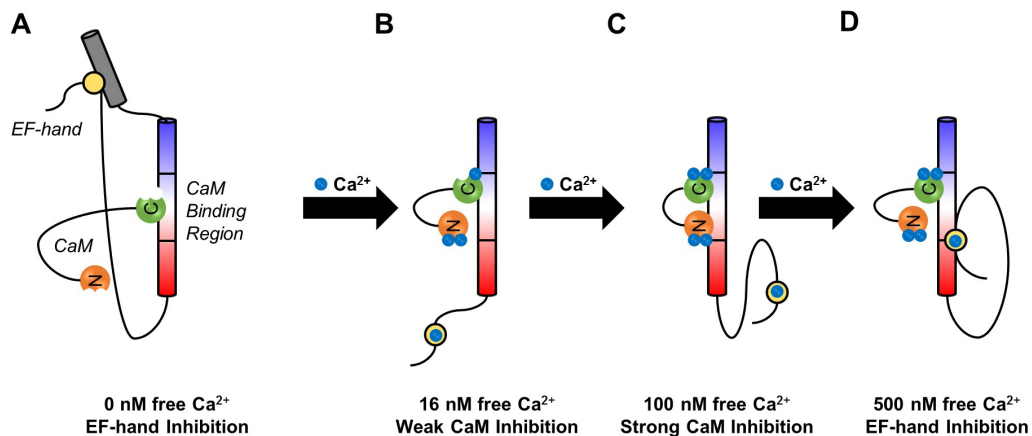 A
B
C
D
EF-hand
CaM
Binding
Region
CaM
C
N
Ca²⁺
C
N
Ca²⁺
C
N
Ca²⁺
C
N
0 nM free Ca²⁺
EF-hand Inhibition
16 nM free Ca²⁺
Weak CaM Inhibition
100 nM free Ca²⁺
Strong CaM Inhibition
500 nM free Ca²⁺
EF-hand Inhibition